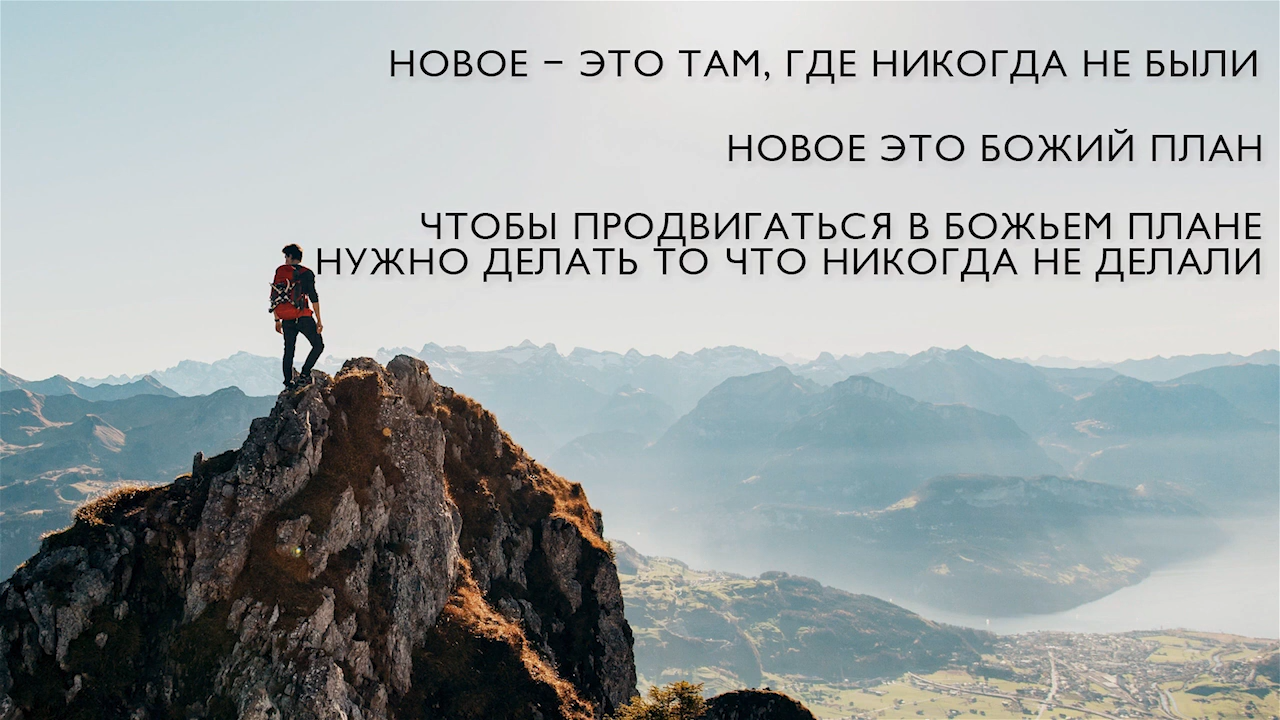 НОВОЕ – ЭТО ТАМ, ГДЕ НИКОГДА НЕ БЫЛИ
НОВОЕ ЭТО БОЖИЙ ПЛАН
ЧТОБЫ ПРОДВИГАТЬСЯ В БОЖЬЕМ ПЛАНЕ
НУЖНО ДЕЛАТЬ ТО ЧТО НИКОГДА НЕ ДЕЛАЛИ